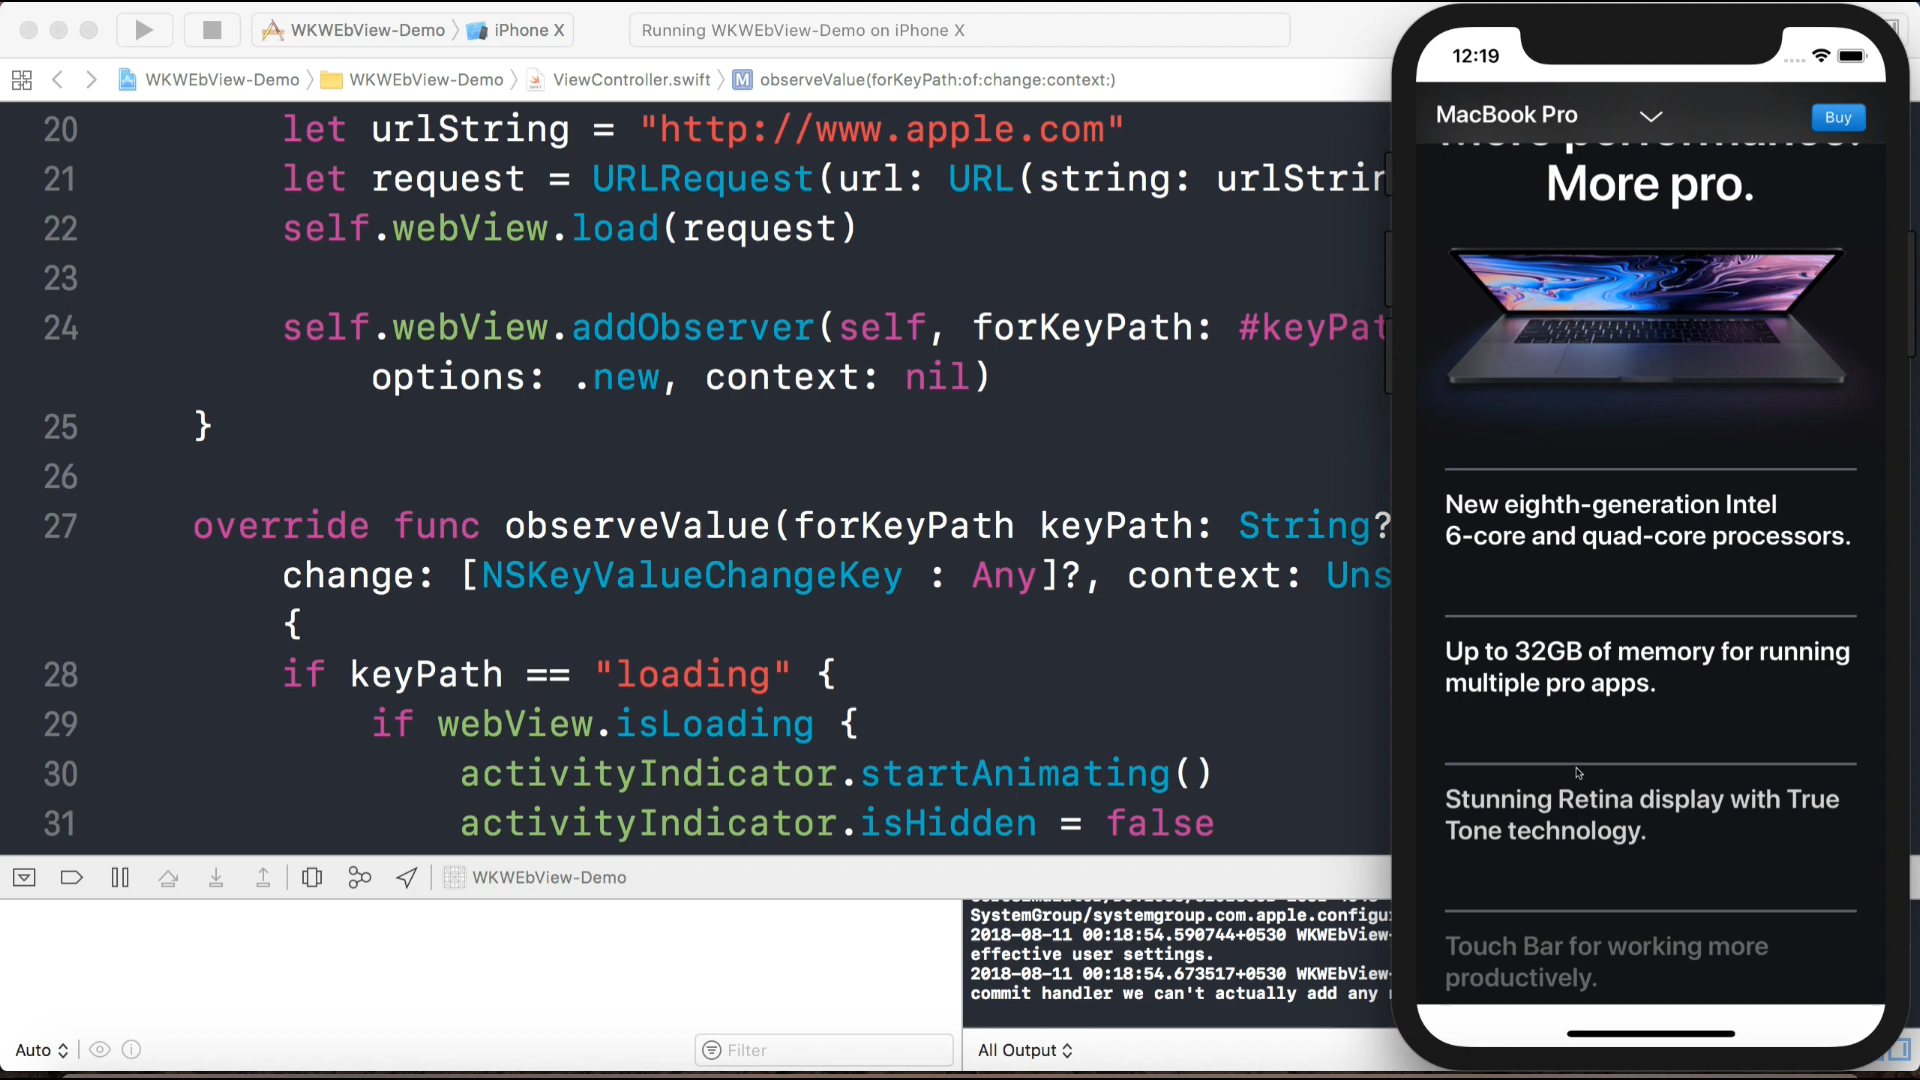 WKWEbView-Demo
iPhone X
Running WKWEbView-Demo on iPhone X
WKWEbView-Demo
WKWEbView-Demo
ViewController.swift
M
observeValue(forKeyPath:of:change:context:)
20 let urlString = "http://www.apple.com"
21 let request = URLRequest(url: URL(string: urlStrin
22 self.webView.load(request)
23
24 self.webView.addObserver(self, forKeyPath: #keyPat
options: .new, context: nil)
25 }
26
27 override func observeValue(forKeyPath keyPath: String?
change: [NSKeyValueChangeKey : Any]?, context: Uns
{
28 if keyPath == "loading" {
29 if webView.isLoading {
30 activityIndicator.startAnimating()
31 activityIndicator.isHidden = false
WKWEbView-Demo
SystemGroup/systemgroup.com.apple.configu
2018-08-11 00:18:54.590744+0530 WKWEbView-
effective user settings.
2018-08-11 00:18:54.673517+0530 WKWEbView-
commit handler we can't actually add any
Auto
Filter
All Output
12:19
MacBook Pro
Buy
More performance.
More pro.
New eighth-generation Intel
6-core and quad-core processors.
Up to 32GB of memory for running
multiple pro apps.
Stunning Retina display with True
Tone technology.
Touch Bar for working more
productively.